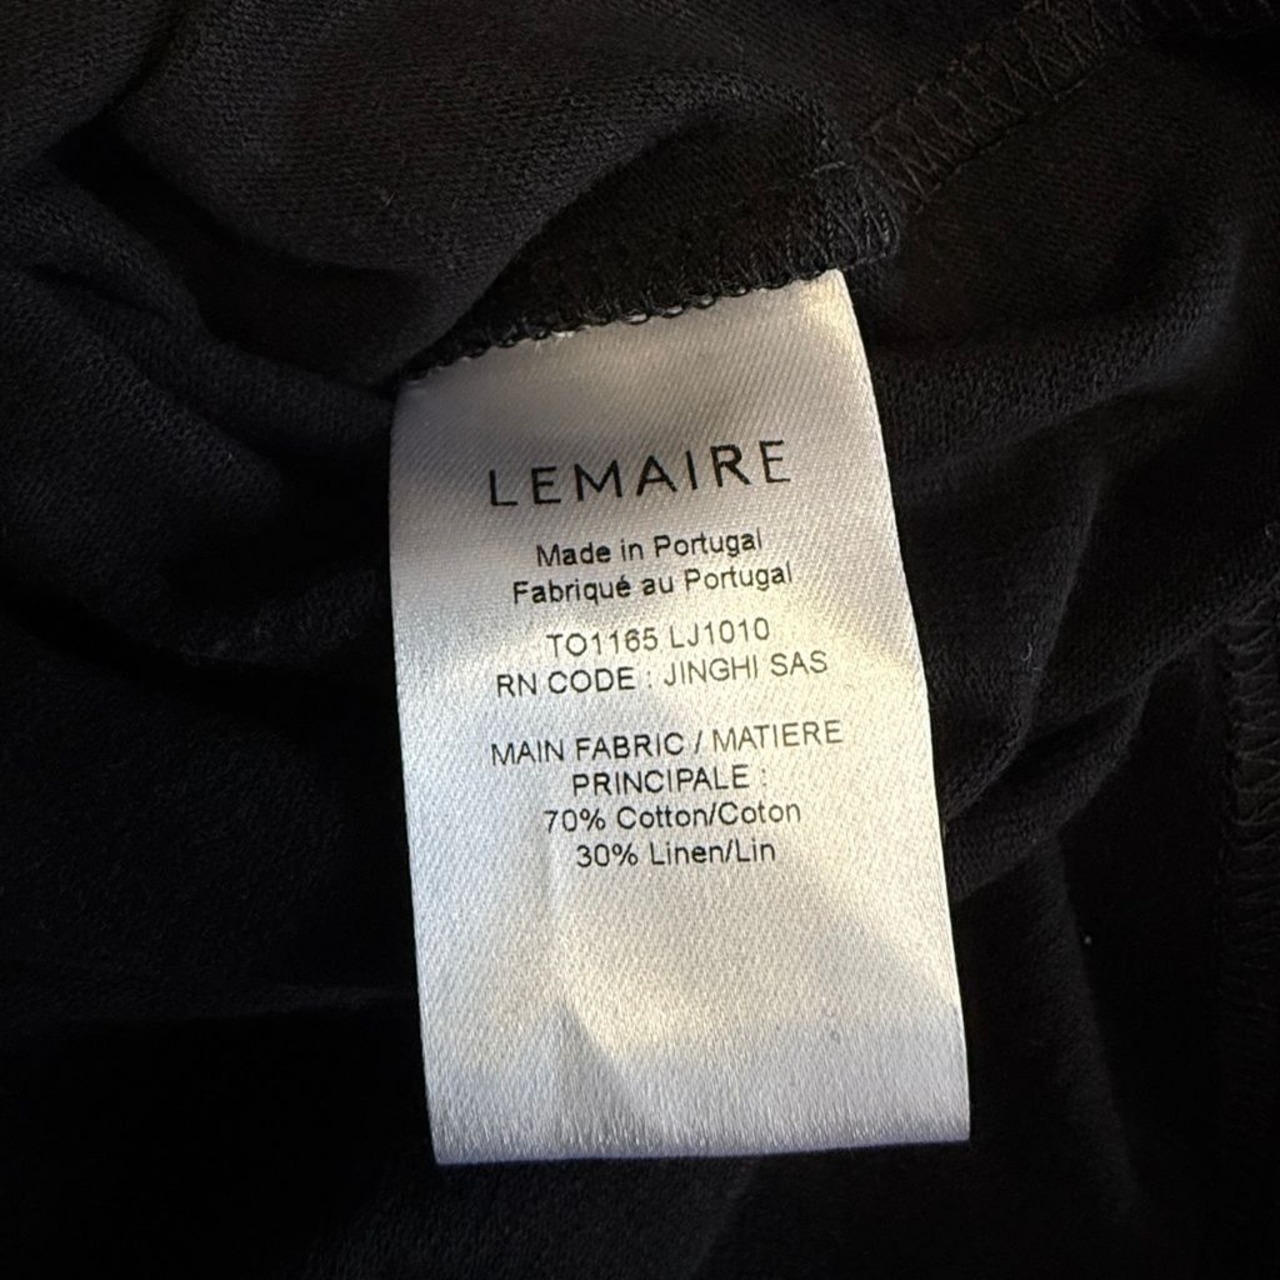 LEMAIRE
Made in Portugal
Fabriqué au Portugal
TO1165 LJ1010
RN CODE : JINGHI SAS
MAIN FABRIC / MATIERE
PRINCIPALE :
70% Cotton/Coton
30% Linen/Lin